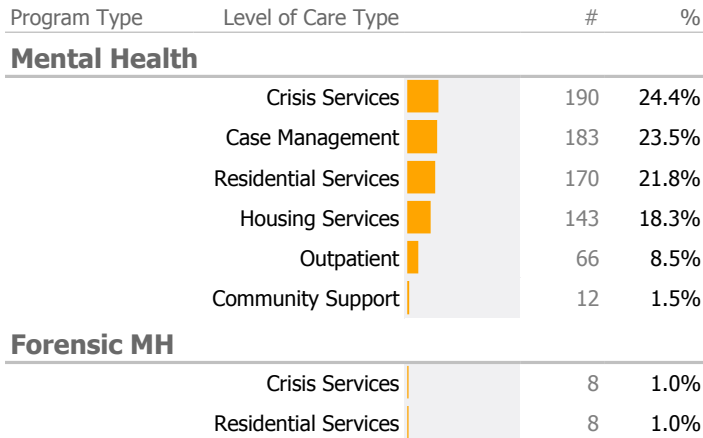 Program Type Level of Care Type # %
Mental Health
Crisis Services 190 24.4%
Case Management 183 23.5%
Residential Services 170 21.8%
Housing Services 143 18.3%
Outpatient 66 8.5%
Community Support 12 1.5%
Forensic MH
Crisis Services 8 1.0%
Residential Services 8 1.0%